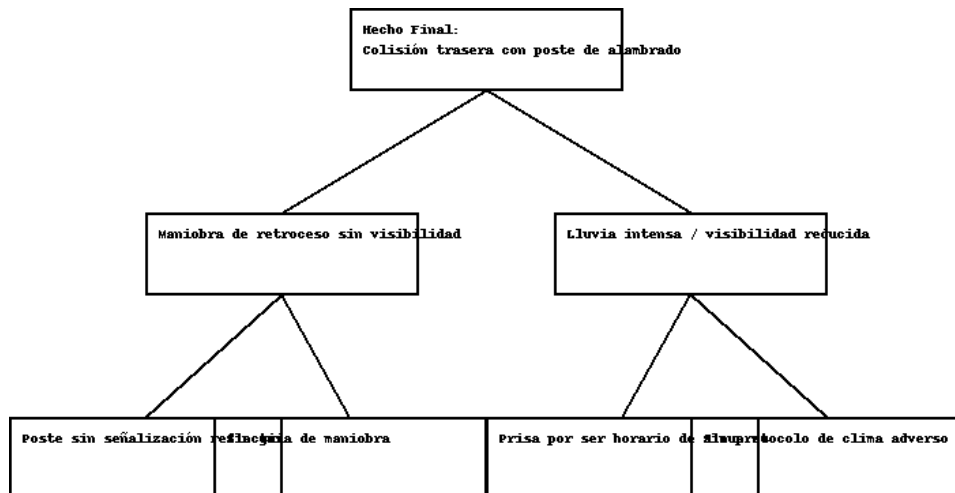 Hecho Final:
Colisión trasera con poste de alambrado
Maniobra de retroceso sin visibilidad
Lluvia intensa / visibilidad reducida
Poste sin señalización
de maniobra
Prisa por ser horario de
de clima adverso